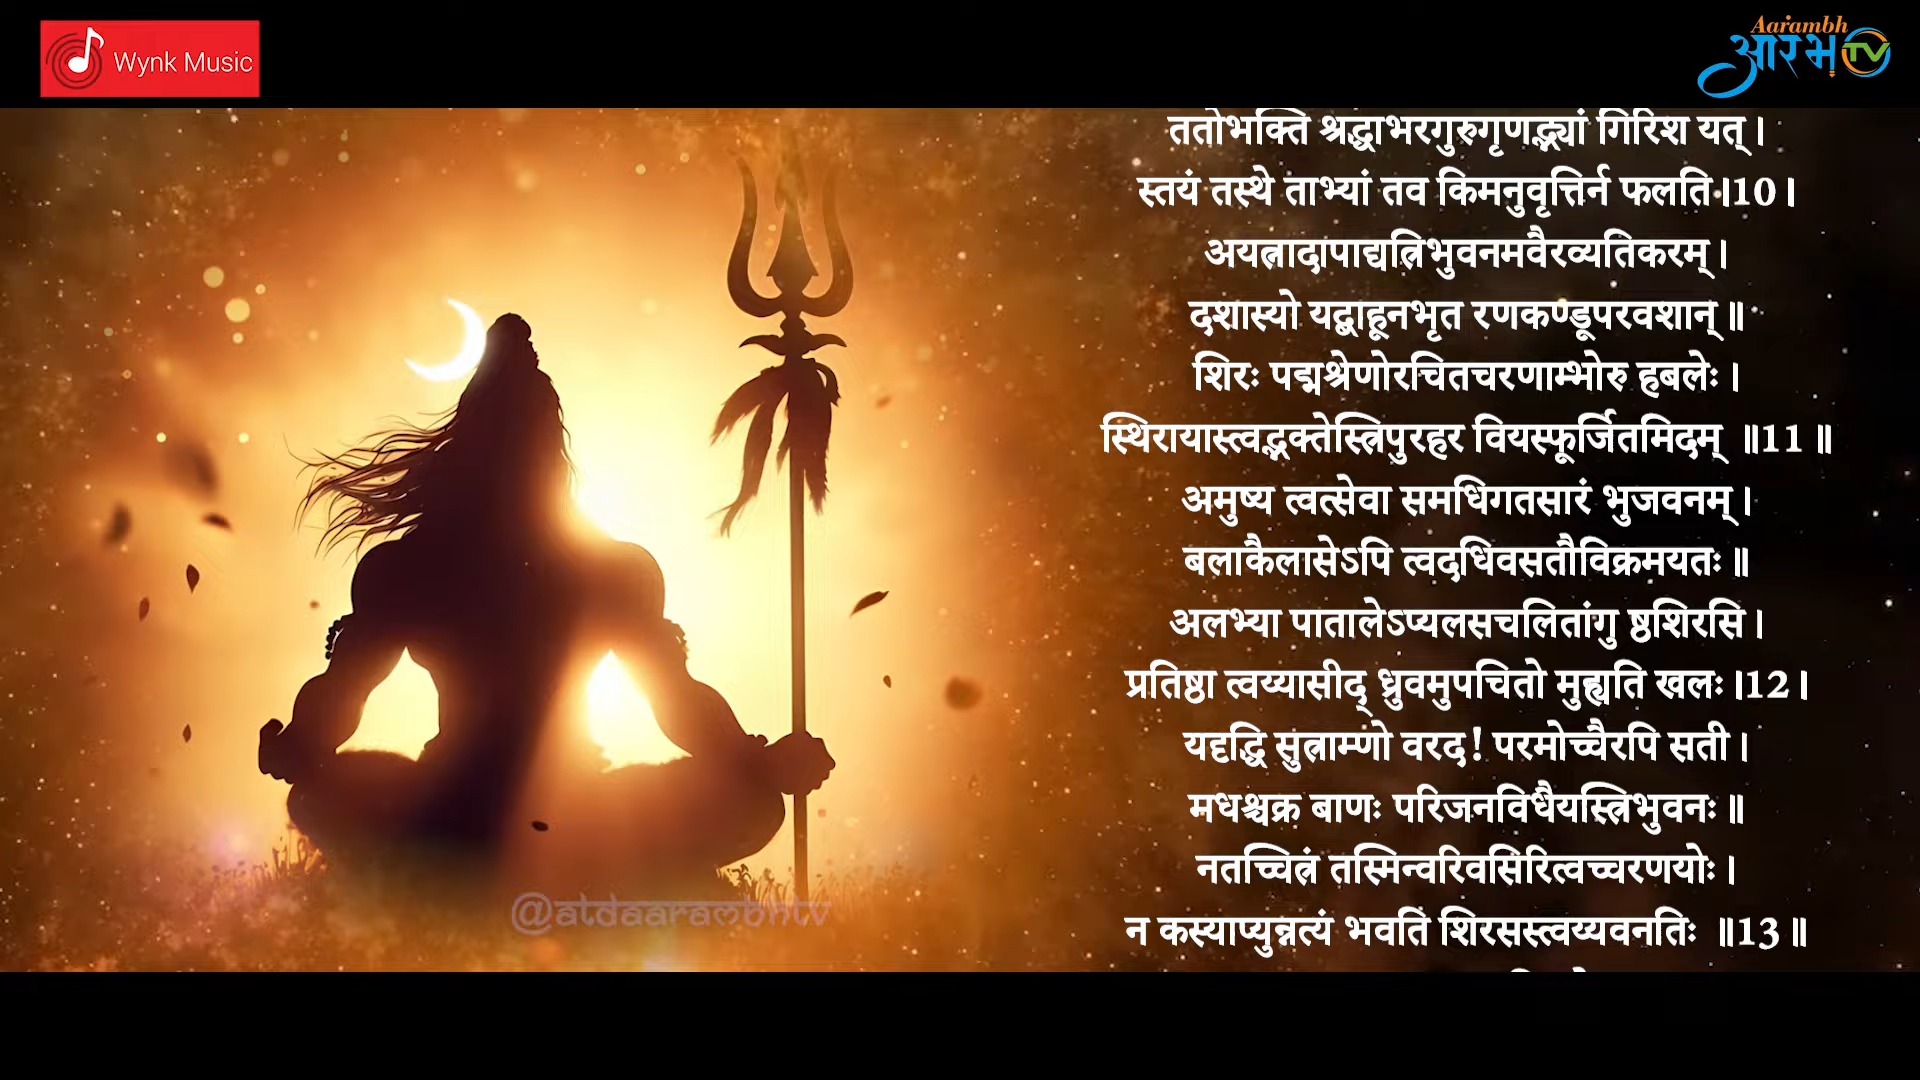 Wynk Music
Aarambh
आरंभ TV
ततोभक्ति श्रद्धाभरगुरुगृणद्भ्यां गिरिश यत्।
स्तयं तस्थे ताभ्यां तव किमनुवृत्तिर्न फलति।10।
अयत्नादापाद्यत्रिभुवनमवैरव्यतिकरम्।
दशास्यो यद्बाहूनभृत रणकण्डूपरवशान्॥
शिरः पद्मश्रेणोरचितचरणाम्भोरु हबलेः।
स्थिरायास्त्वद्भक्तेस्त्रिपुरहर वियस्फूर्जितमिदम् ॥11॥
अमुष्य त्वत्सेवा समधिगतसारं भुजवनम्।
बलाकैलासेऽपि त्वदधिवसतौविक्रमयतः॥
अलभ्या पातालेऽप्यलसचलितांगु ष्ठशिरसि।
प्रतिष्ठा त्वय्यासीद् ध्रुवमुपचितो मुह्यति खलः।12।
यदृद्धि सुत्राम्णो वरद! परमोच्चैरपि सती।
मधश्चक्र बाणः परिजनविधैयस्त्रिभुवनः॥
नतच्चित्रं तस्मिन्वरिवसिरित्वच्चरणयोः।
न कस्याप्युन्नत्यं भवति शिरसस्त्वय्यवनतिः ॥13॥
@atdaarambhtv